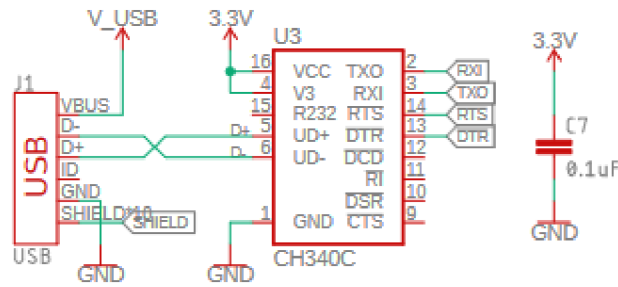 V_USB
3.3V
U3
16 VCC TXO 2 RXI
4 V3 RXI 3 TXO
15 R232 RTS 14 RTS
D+ 5 UD+ DTR 13 DTR
D- 6 UD- DCD 12
RI 11
DSR 10
1 GND CTS 9
CH340C
J1
USB
VBUS
D-
D+
ID
GND
SHIELD*10
SHIELD
USB
GND
GND
3.3V
C7
0.1uF
GND